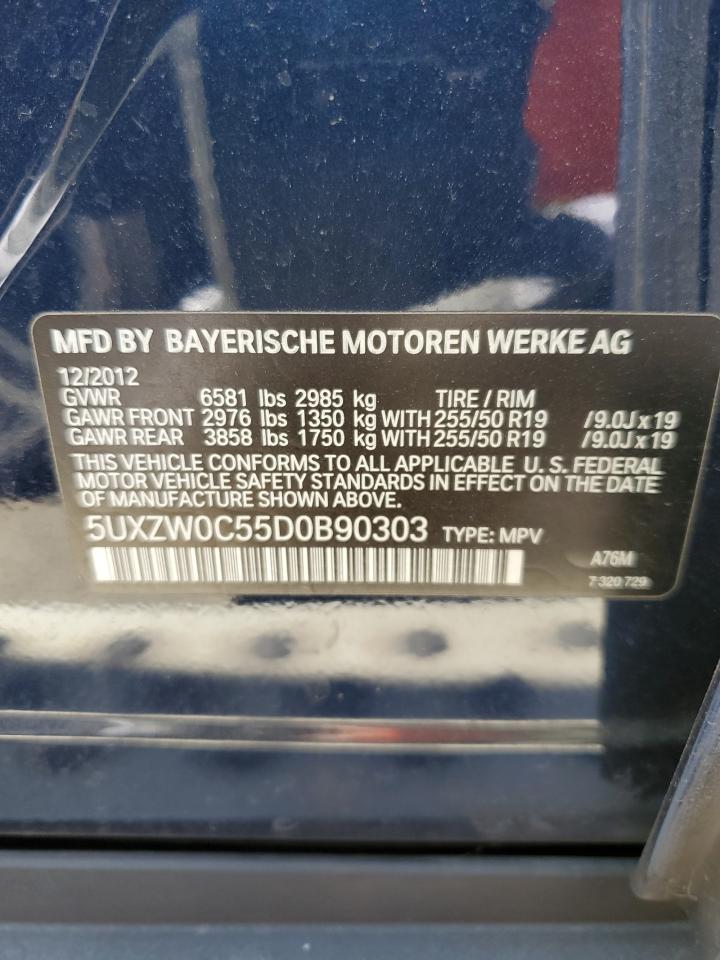 MFD BY BAYERISCHE MOTOREN WERKE AG
12/2012
GVWR 6581 lbs 2985 kg TIRE / RIM
GAWR FRONT 2976 lbs 1350 kg WITH 255/50 R19 /9.0J x 19
GAWR REAR 3858 lbs 1750 kg WITH 255/50 R19 /9.0J x 19
THIS VEHICLE CONFORMS TO ALL APPLICABLE U. S. FEDERAL
MOTOR VEHICLE SAFETY STANDARDS IN EFFECT ON THE DATE
OF MANUFACTURE SHOWN ABOVE.
5UXZW0C55D0B90303 TYPE: MPV
A76M
7 320 729